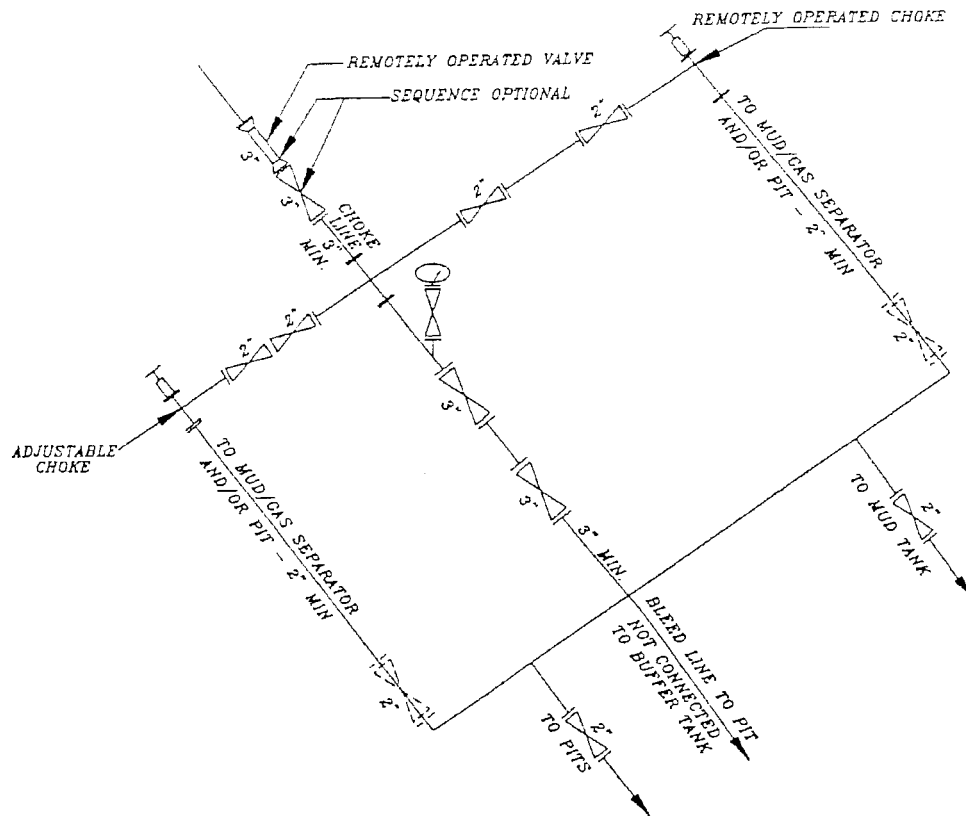 REMOTELY OPERATED CHOKE
REMOTELY OPERATED VALVE
SEQUENCE OPTIONAL
3"
3"
CHOKE
LINE
3"
MIN.
2"
2"
TO MUD/GAS SEPARATOR
AND/OR PIT - 2" MIN
2"
2"
2"
ADJUSTABLE
CHOKE
TO MUD/GAS SEPARATOR
AND/OR PIT - 2" MIN
2"
3"
3"
3" MIN.
BLEED LINE TO PIT
NOT CONNECTED
TO BUFFER TANK
2"
TO MUD TANK
2"
TO PITS